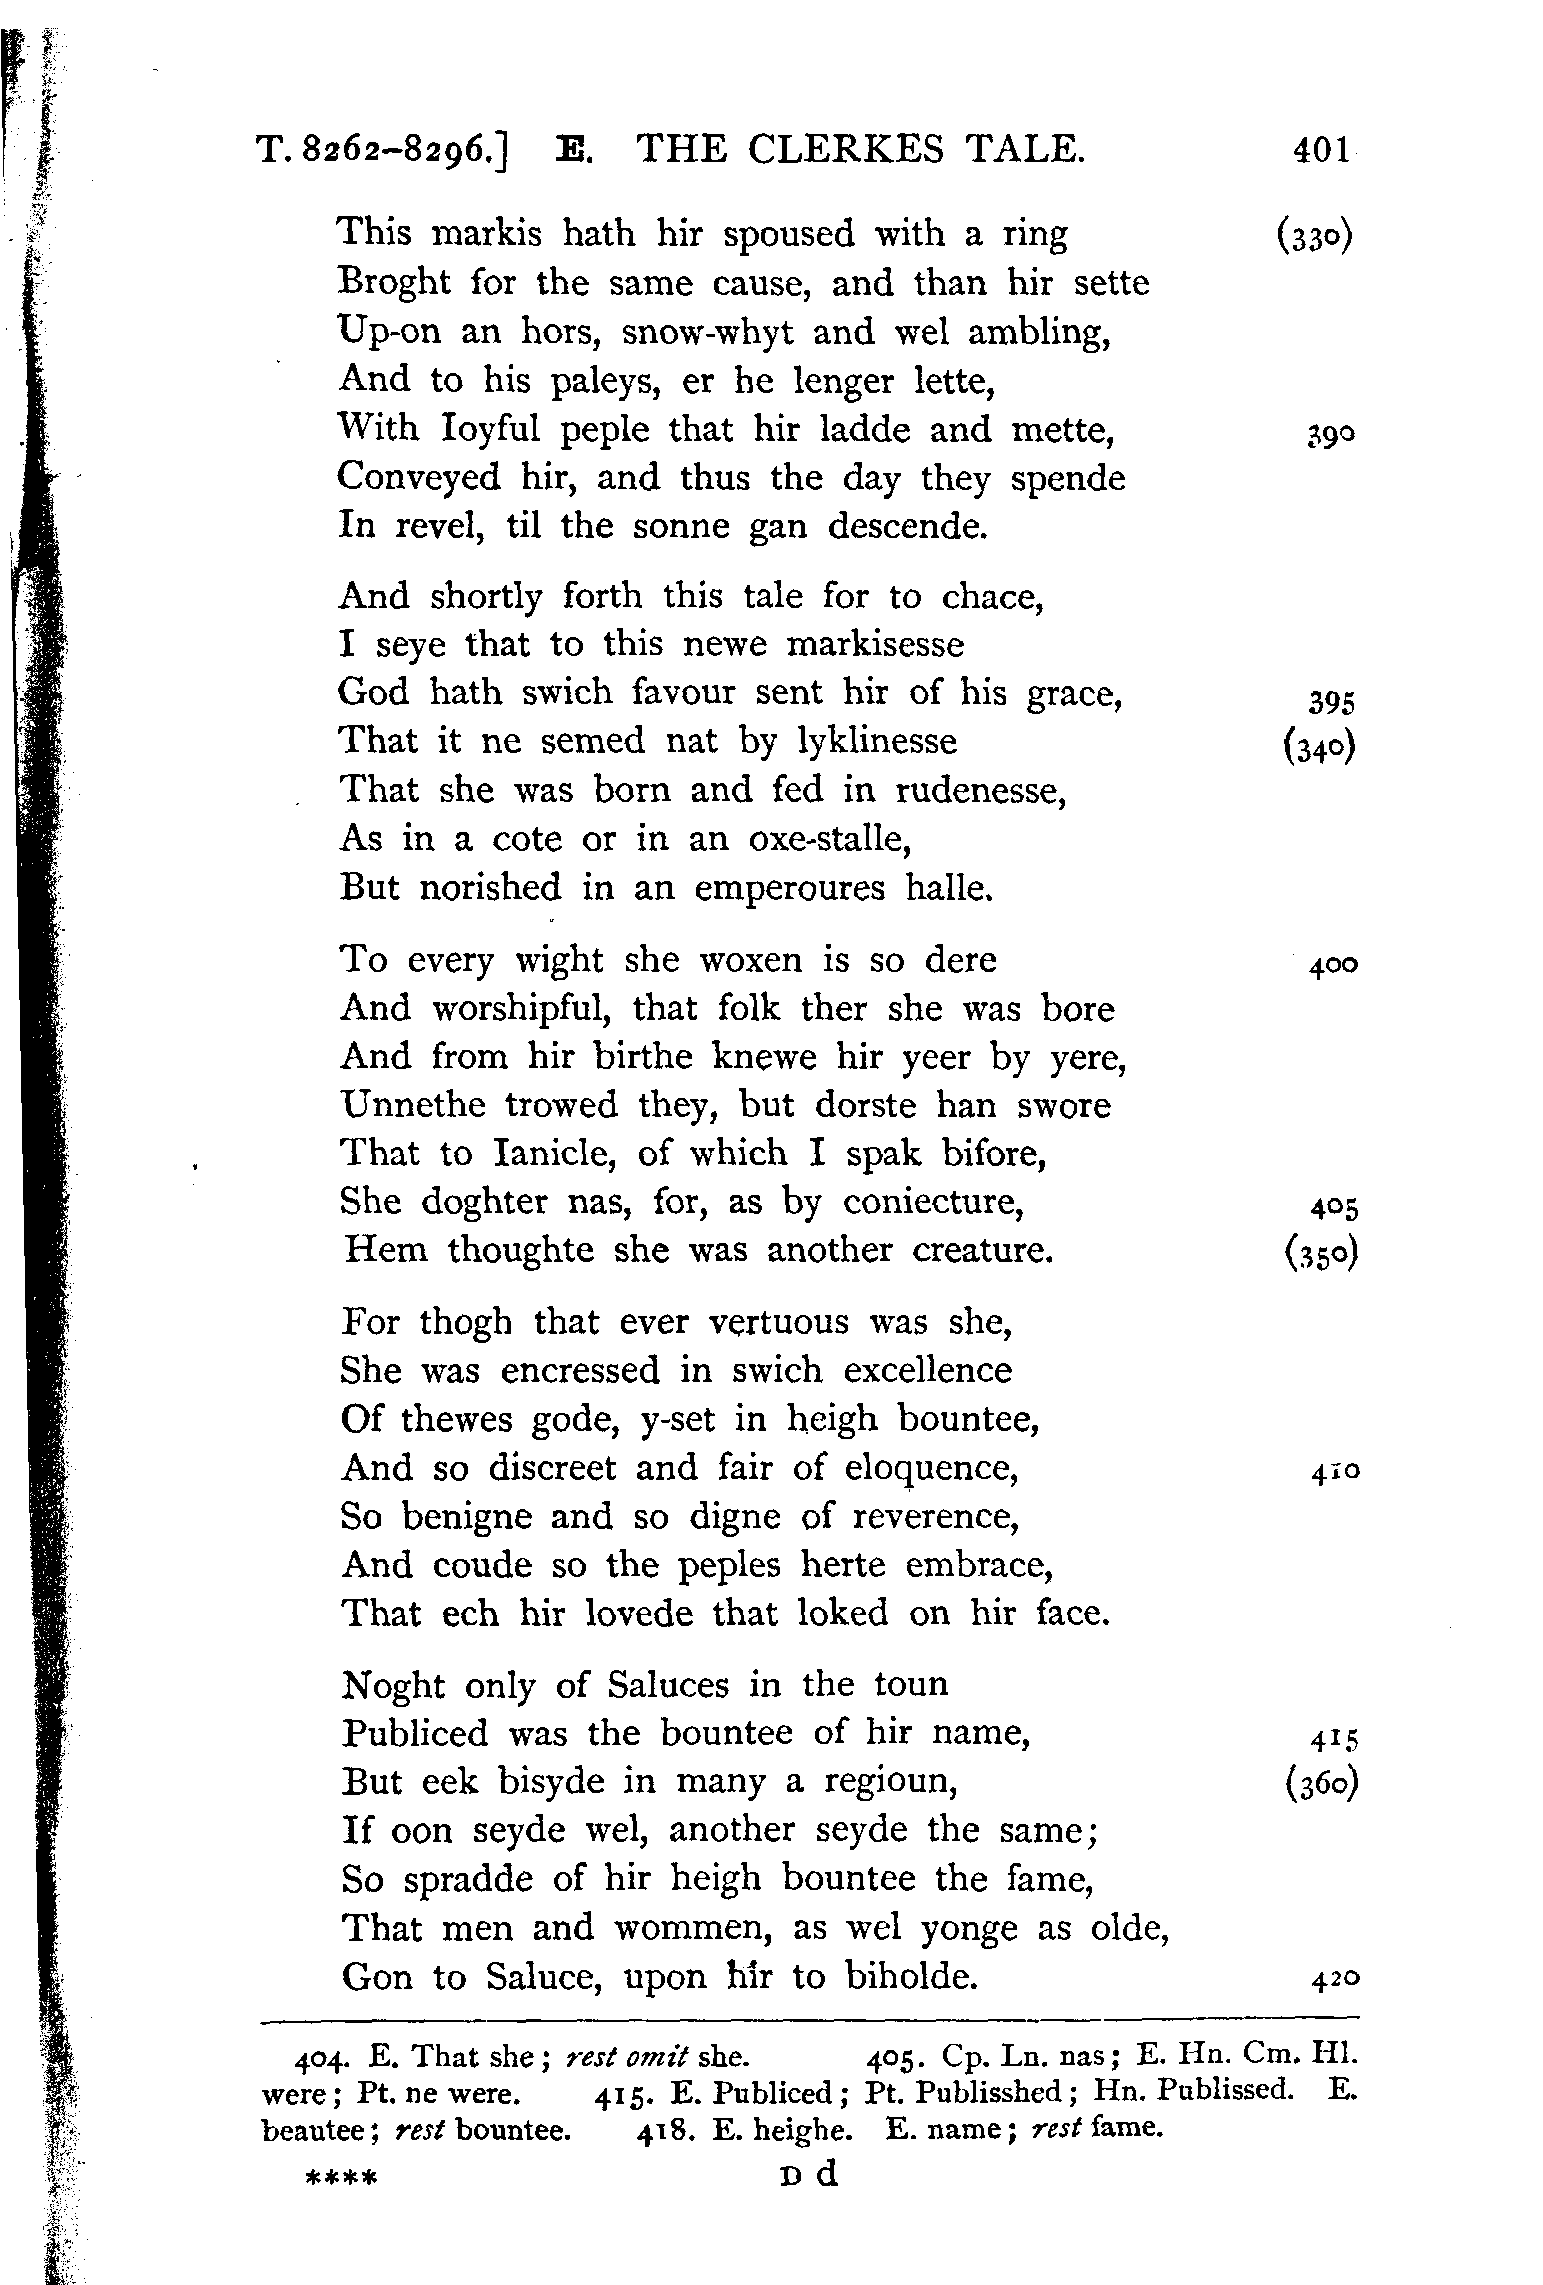 T. 8262–8296.] E. THE CLERKES TALE. 401
This markis hath hir spoused with a ring (330)
Broght for the same cause, and than hir sette
Up-on an hors, snow-whyt and wel ambling,
And to his paleys, er he lenger lette,
With Ioyful peple that hir ladde and mette, 390
Conveyed hir, and thus the day they spende
In revel, til the sonne gan descende.
And shortly forth this tale for to chace,
I seye that to this newe markisesse
God hath swich favour sent hir of his grace, 395
That it ne semed nat by lyklinesse (340)
That she was born and fed in rudenesse,
As in a cote or in an oxe-stalle,
But norished in an emperoures halle.
To every wight she woxen is so dere 400
And worshipful, that folk ther she was bore
And from hir birthe knewe hir yeer by yere,
Unnethe trowed they, but dorste han swore
That to Ianicle, of which I spak bifore,
She doghter nas, for, as by coniecture, 405
Hem thoughte she was another creature. (350)
For thogh that ever vertuous was she,
She was encressed in swich excellence
Of thewes gode, y-set in heigh bountee,
And so discreet and fair of eloquence, 410
So benigne and so digne of reverence,
And coude so the peples herte embrace,
That ech hir lovede that loked on hir face.
Noght only of Saluces in the toun
Publiced was the bountee of hir name, 415
But eek bisyde in many a regioun, (360)
If oon seyde wel, another seyde the same;
So spradde of hir heigh bountee the fame,
That men and wommen, as wel yonge as olde,
Gon to Saluce, upon hir to biholde. 420
404. E. That she; rest omit she. 405. Cp. Ln. nas; E. Hn. Cm. Hl.
were; Pt. ne were. 415. E. Publiced; Pt. Publisshed; Hn. Publissed. E.
beautee; rest bountee. 418. E. heighe. E. name; rest fame.
**** D d